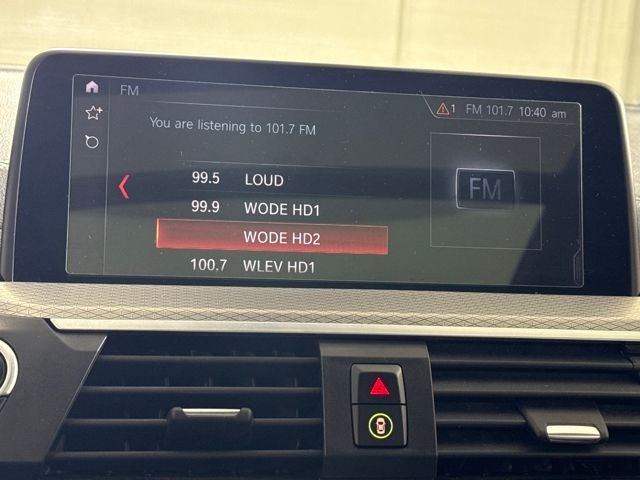 FM
1 FM 101.7 10:40 am
You are listening to 101.7 FM
99.5 LOUD
99.9 WODE HD1
WODE HD2
100.7 WLEV HD1
FM